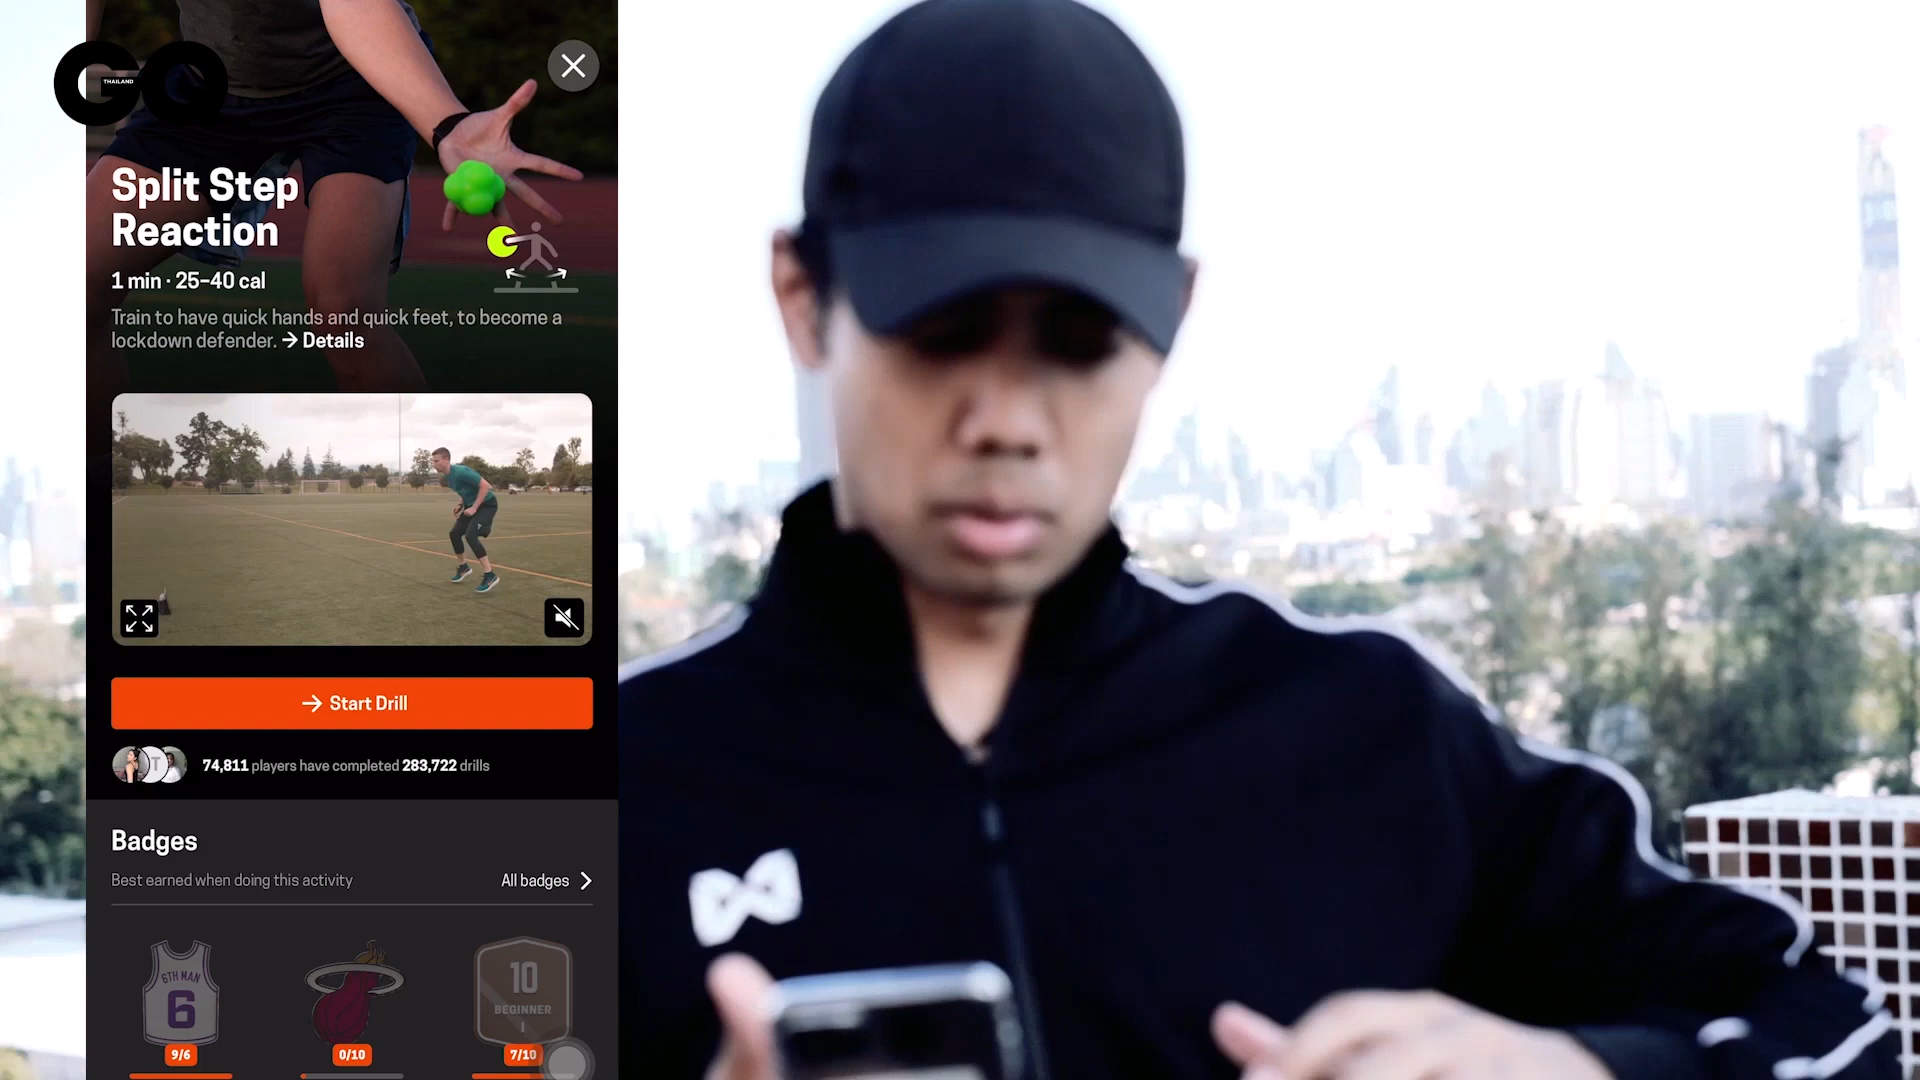 GQ
THAILAND
Split Step
Reaction
1 min · 25–40 cal
Train to have quick hands and quick feet, to become a
lockdown defender. → Details
→ Start Drill
T
74,811 players have completed 283,722 drills
Badges
Best earned when doing this activity
All badges
6TH MAN
6
10
BEGINNER
I
9/6
0/10
7/10